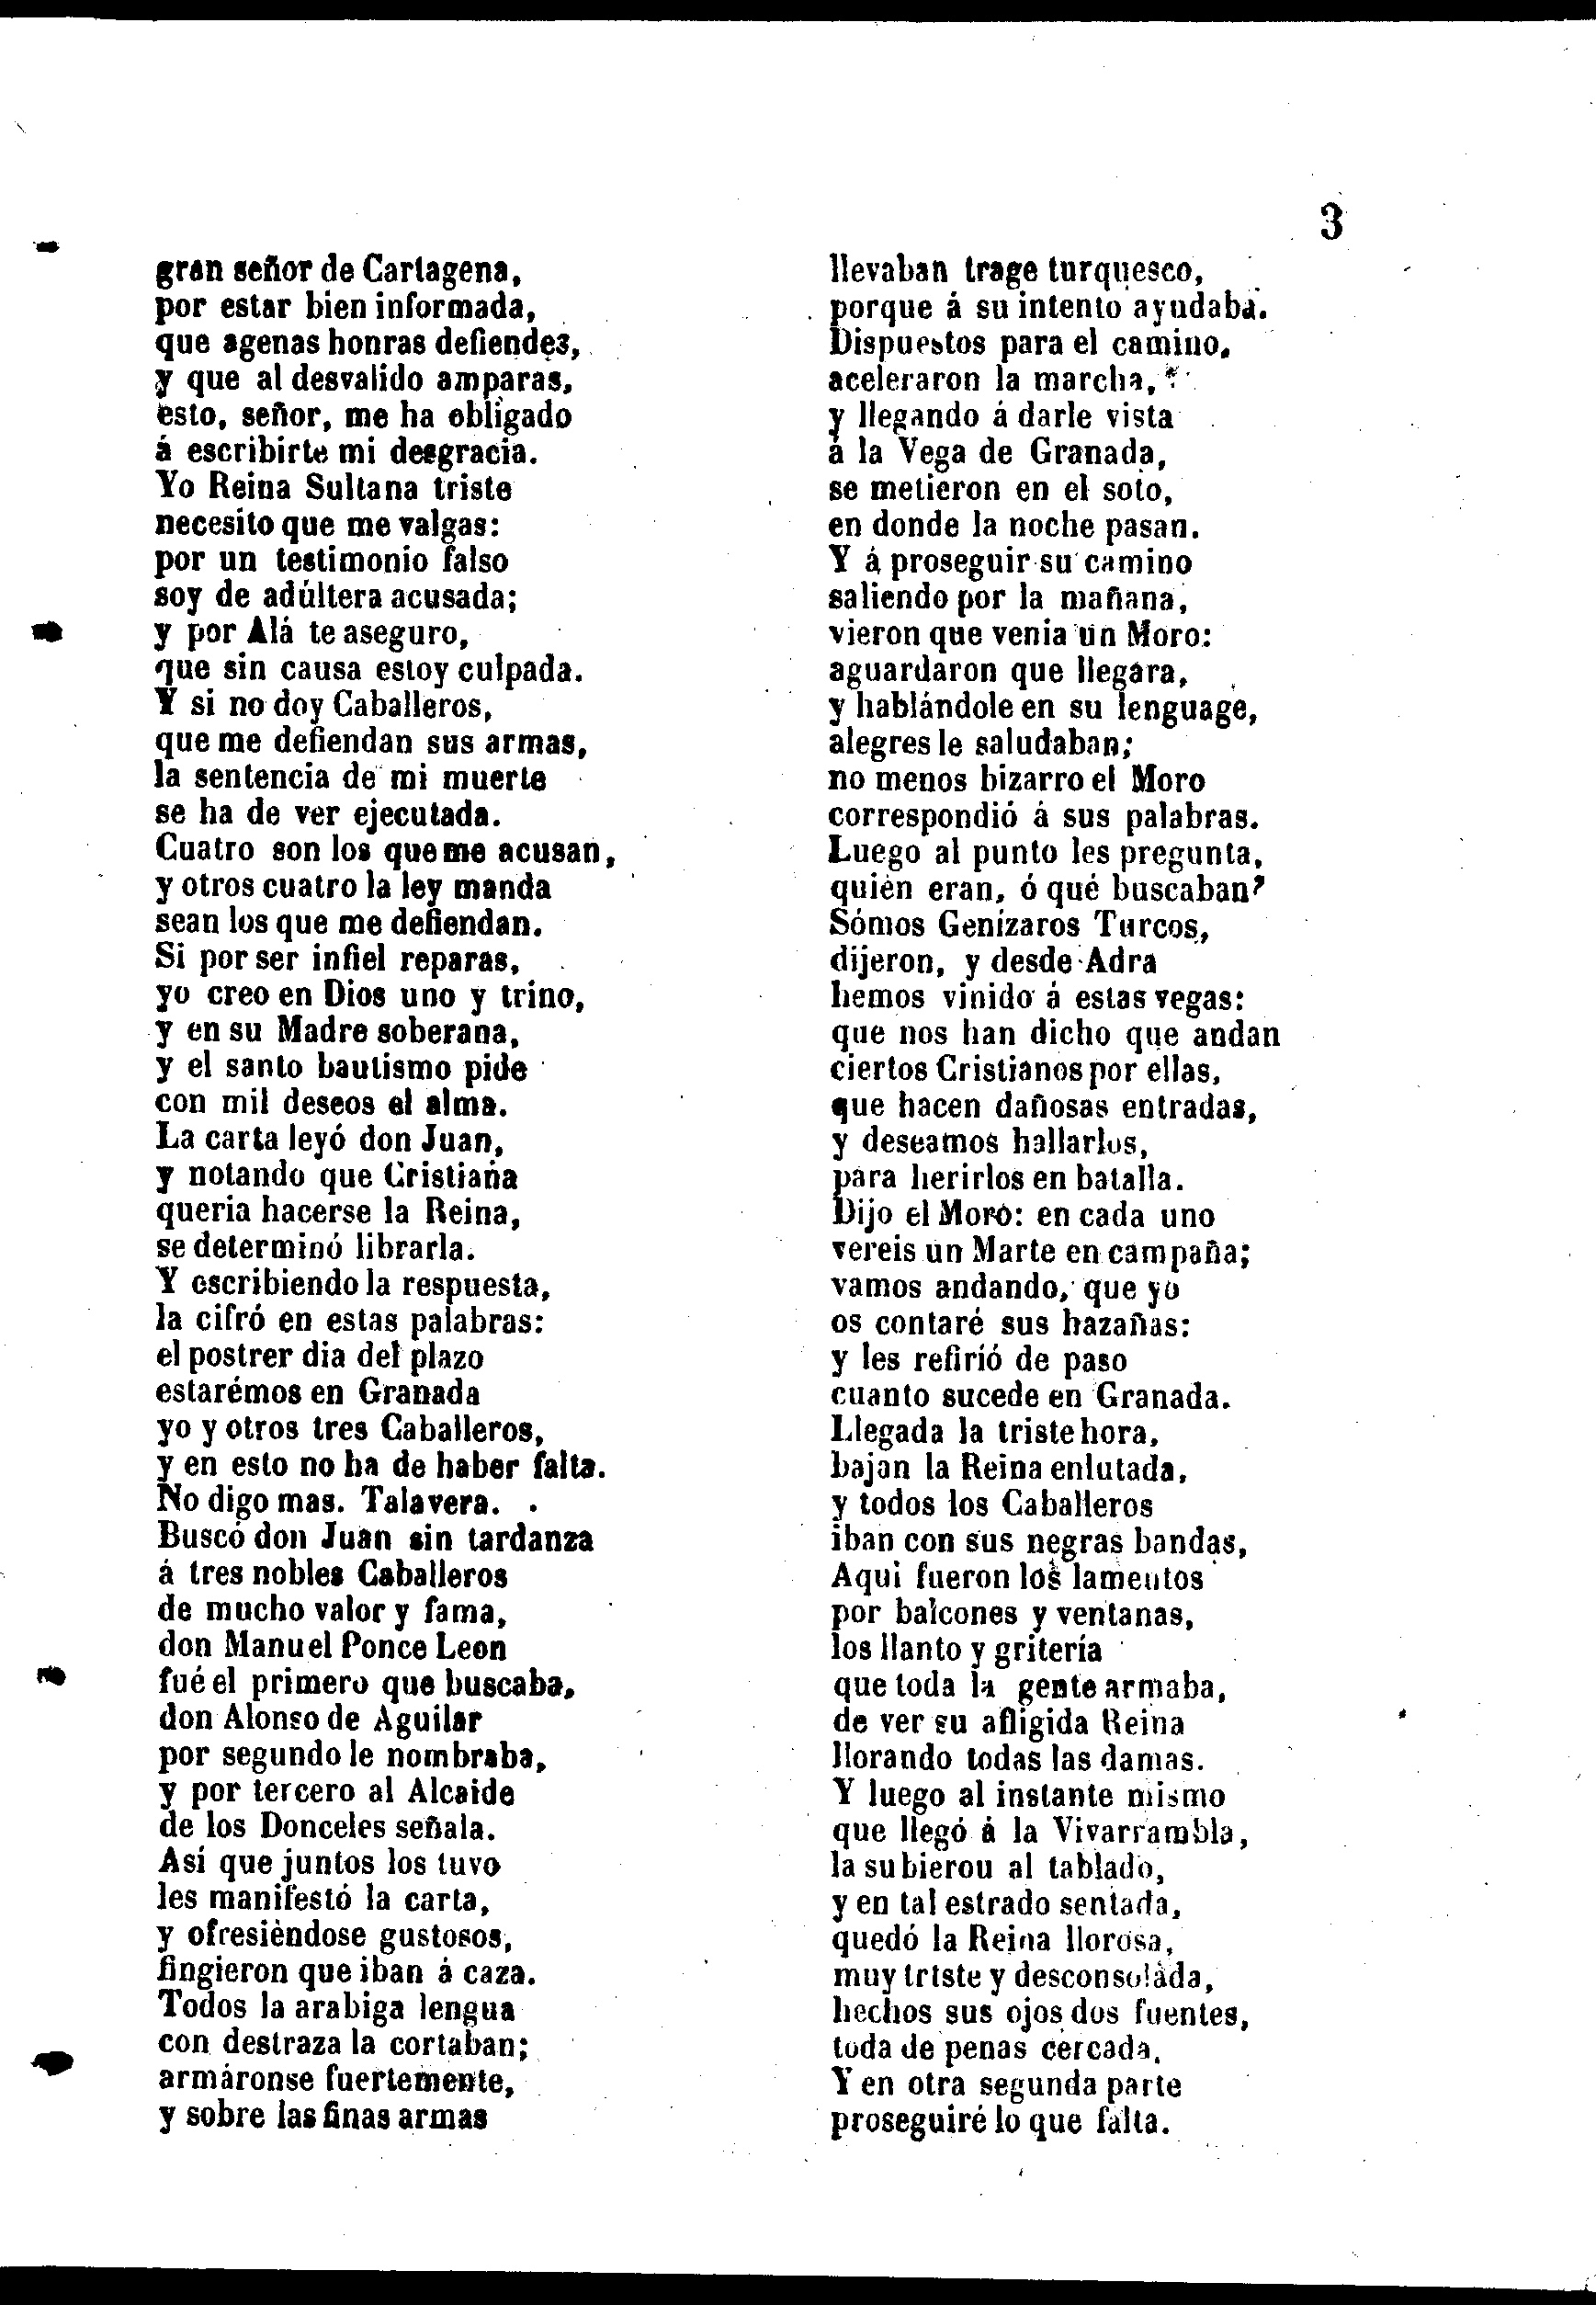 3
gran señor de Cartagena,
por estar bien informada,
que agenas honras defiendes,
y que al desvalido amparas,
esto, señor, me ha obligado
á escribirte mi desgracia.
Yo Reina Sultana triste
necesito que me valgas:
por un testimonio falso
soy de adúltera acusada;
y por Alá te aseguro,
que sin causa estoy culpada.
Y si no doy Caballeros,
que me defiendan sus armas,
la sentencia de mi muerte
se ha de ver ejecutada.
Cuatro son los que me acusan,
y otros cuatro la ley manda
sean los que me defiendan.
Si por ser infiel reparas,
yo creo en Dios uno y trino,
y en su Madre soberana,
y el santo bautismo pide
con mil deseos el alma.
La carta leyó don Juan,
y notando que Cristiana
queria hacerse la Reina,
se determinó librarla.
Y escribiendo la respuesta,
la cifró en estas palabras:
el postrer dia del plazo
estarémos en Granada
yo y otros tres Caballeros,
y en esto no ha de haber falta.
No digo mas. Talavera.
Buscó don Juan sin tardanza
á tres nobles Caballeros
de mucho valor y fama,
don Manuel Ponce Leon
fué el primero que buscaba,
don Alonso de Aguilar
por segundo le nombraba,
y por tercero al Alcaide
de los Donceles señala.
Así que juntos los tuvo
les manifestó la carta,
y ofresièndose gustosos,
fingieron que iban á caza.
Todos la arabiga lengua
con destraza la cortaban;
armáronse fuertemente,
y sobre las finas armas
llevaban trage turquesco,
porque á su intento ayudaba.
Dispuestos para el camino,
aceleraron la marcha,
y llegando á darle vista
á la Vega de Granada,
se metieron en el soto,
en donde la noche pasan.
Y á proseguir su camino
saliendo por la mañana,
vieron que venia un Moro:
aguardaron que llegara,
y hablándole en su lenguage,
alegres le saludaban;
no menos bizarro el Moro
correspondió á sus palabras.
Luego al punto les pregunta,
quién eran, ó qué buscaban?
Sómos Genízaros Turcos,
dijeron, y desde Adra
hemos vinido á estas vegas:
que nos han dicho que andan
ciertos Cristianos por ellas,
que hacen dañosas entradas,
y deseamos hallarlos,
para herirlos en batalla.
Dijo el Moro: en cada uno
vereis un Marte en campaña;
vamos andando, que yo
os contaré sus hazañas:
y les refirió de paso
cuanto sucede en Granada.
Llegada la triste hora,
bajan la Reina enlutada,
y todos los Caballeros
iban con sus negras bandas,
Aqui fueron los lamentos
por balcones y ventanas,
los llanto y gritería
que toda la gente armaba,
de ver su afligida Reina
llorando todas las damas.
Y luego al instante mismo
que llegó á la Vivarrambla,
la subierou al tablado,
y en tal estrado sentada,
quedó la Reina llorosa,
muy trtste y desconsolada,
hechos sus ojos dos fuentes,
toda de penas cercada.
Y en otra segunda parte
proseguiré lo que falta.